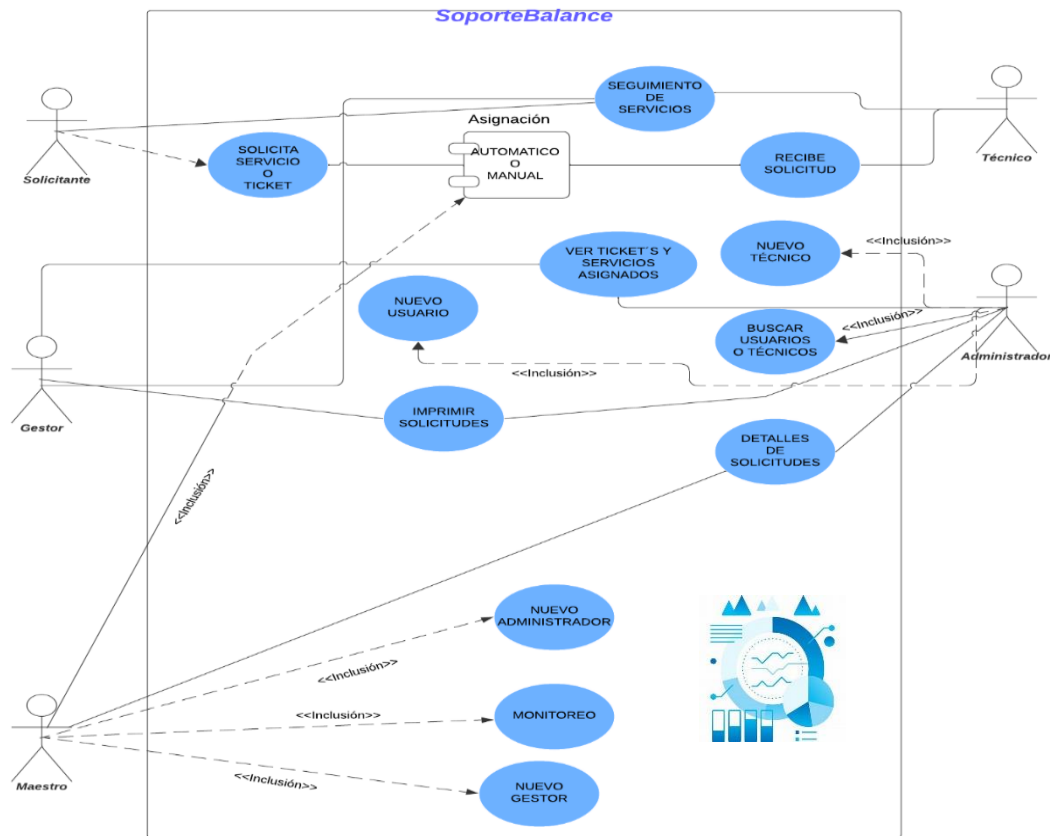 SoporteBalance
SEGUIMIENTO
DE
SERVICIOS
Asignación
SOLICITA
SERVICIO
O
TICKET
AUTOMATICO
O
MANUAL
RECIBE
SOLICITUD
Solicitante
Técnico
<<Inclusión>>
NUEVO
TÉCNICO
VER TICKET´S Y
SERVICIOS
ASIGNADOS
NUEVO
USUARIO
<<Inclusión>>
BUSCAR
USUARIOS
O TÉCNICOS
Administrador
<<Inclusión>>
IMPRIMIR
SOLICITUDES
Gestor
DETALLES
DE
SOLICITUDES
<<Inclusión>>
NUEVO
ADMINISTRADOR
<<Inclusión>>
<<Inclusión>>
MONITOREO
<<Inclusión>>
NUEVO
GESTOR
Maestro